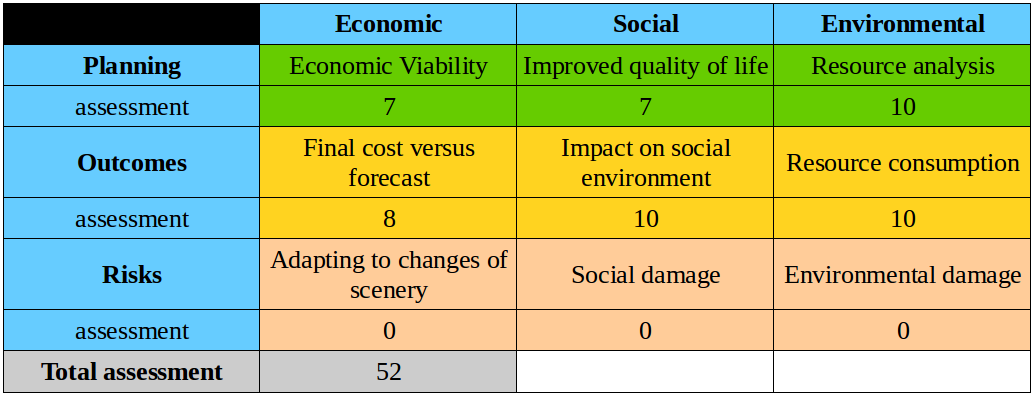 Economic Social Environmental
Planning Economic Viability Improved quality of life Resource analysis
assessment 7 7 10
Outcomes Final cost versus forecast Impact on social environment Resource consumption
assessment 8 10 10
Risks Adapting to changes of scenery Social damage Environmental damage
assessment 0 0 0
Total assessment 52